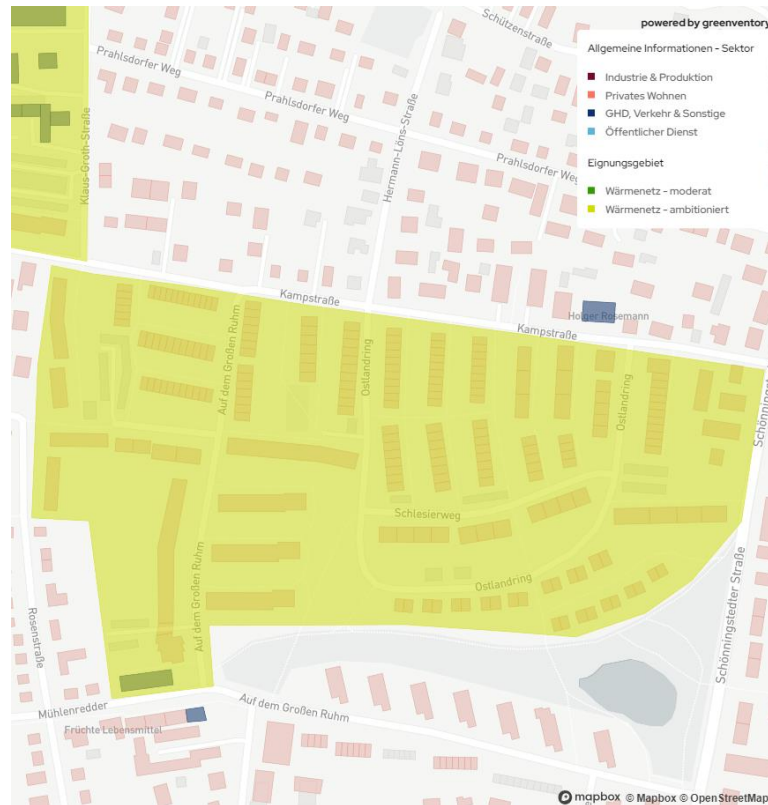 powered by greenventory
Allgemeine Informationen - Sektor
Industrie & Produktion
Privates Wohnen
GHD, Verkehr & Sonstige
Öffentlicher Dienst
Eignungsgebiet
Wärmenetz - moderat
Wärmenetz - ambitioniert
Schützenstraße
Prahlsdorfer Weg
Prahlsdorfer Weg
Prahlsdorfer Weg
Klaus-Groth-Straße
Hermann-Löns-Straße
Kampstraße
Holger Rosemann
Kampstraße
Auf dem Großen Ruhm
Ostlandring
Ostlandring
Schönningst
Schlesierweg
Ostlandring
Auf dem Großen Ruhm
Rosenstraße
Schönningstedter Straße
Mühlenredder
Auf dem Großen Ruhm
Früchte Lebensmittel
mapbox © Mapbox © OpenStreetMap